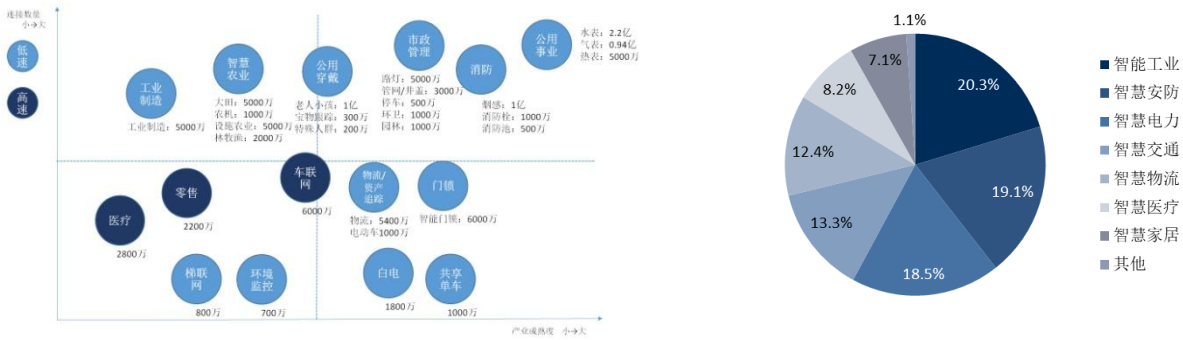 连接数量
小→大
低
速
高
速
工业
制造
工业制造：5000万
智慧
农业
大田：5000万
农机：1000万
设施农业：5000万
林牧渔：2000万
公用
穿戴
老人小孩：1亿
宝物跟踪：300万
特殊人群：200万
市政
管理
路灯：5000万
管网/井盖：3000万
停车：500万
环卫：1000万
园林：1000万
消防
烟感：1亿
消防栓：1000万
消防池：500万
公用
事业
水表：2.2亿
气表：0.94亿
热表：5000万
医疗
2800万
零售
2200万
车联
网
6000万
物流/
资产
追踪
物流：5400万
电动车1000万
门锁
智能门锁：6000万
梯联
网
800万
环境
监控
700万
白电
1800万
共享
单车
1000万
产业成熟度 小→大
1.1%
7.1%
8.2%
12.4%
13.3%
18.5%
19.1%
20.3%
智能工业
智慧安防
智慧电力
智慧交通
智慧物流
智慧医疗
智慧家居
其他